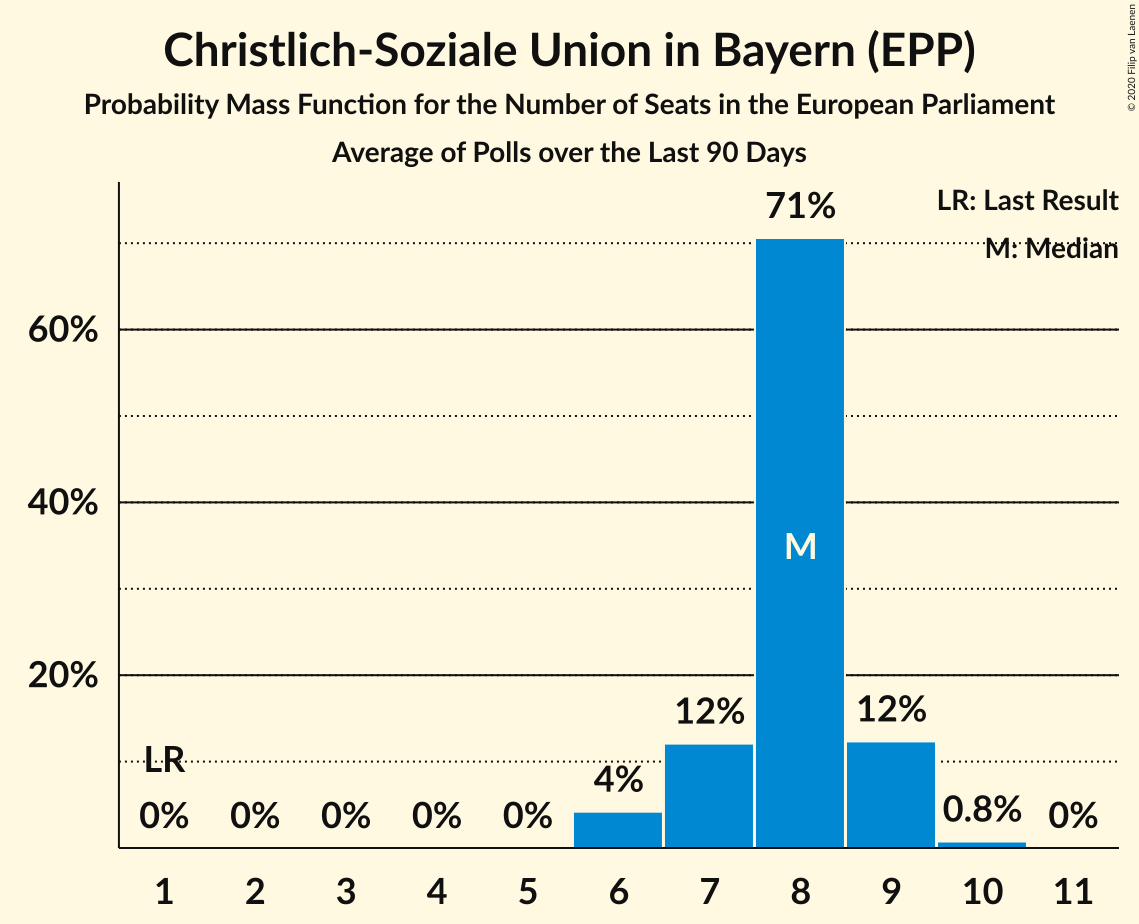 Christlich-Soziale Union in Bayern (EPP)
Probability Mass Function for the Number of Seats in the European Parliament
Average of Polls over the Last 90 Days
© 2020 Filip van Laenen
LR: Last Result
M: Median
71%
60%
40%
M
20%
12%
12%
LR
4%
0%
0%
0%
0%
0%
0.8%
0%
1 2 3 4 5 6 7 8 9 10 11